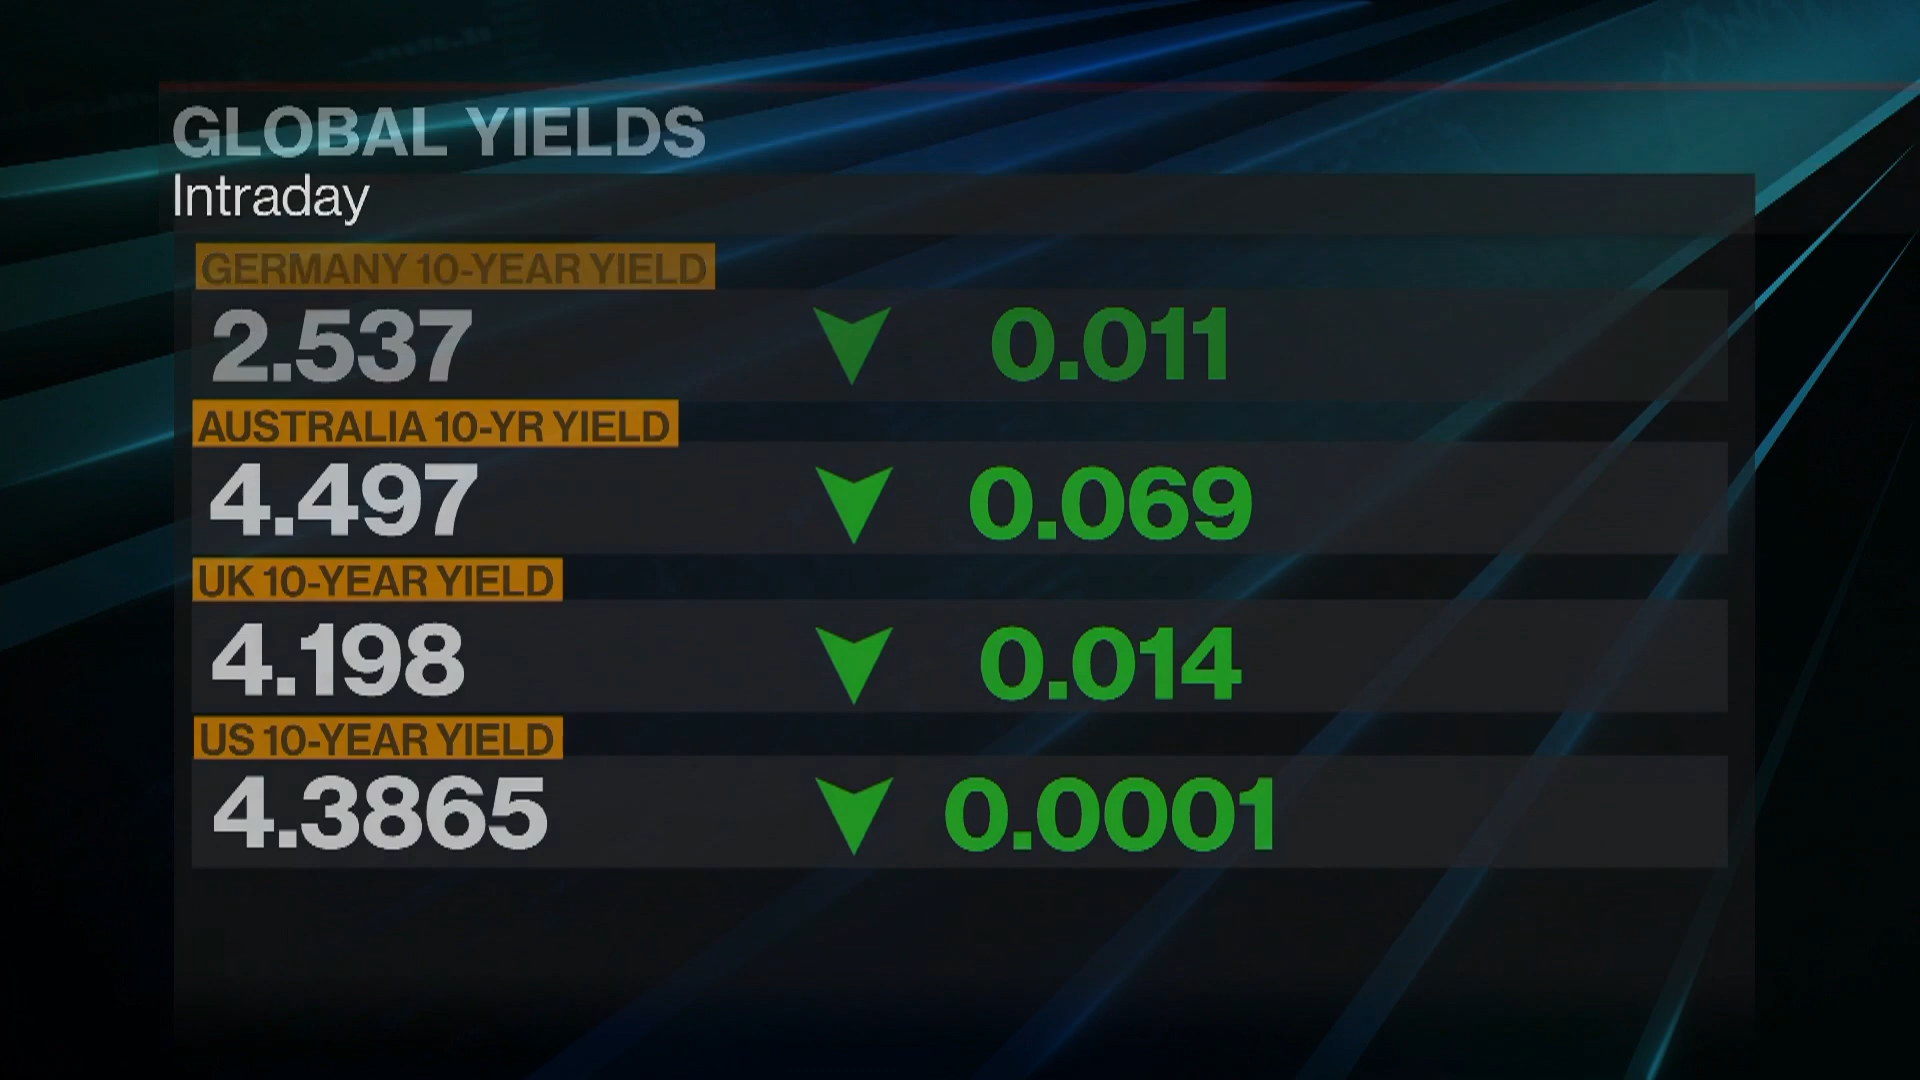 GLOBAL YIELDS
Intraday
GERMANY 10-YEAR YIELD
2.537 0.011
AUSTRALIA 10-YR YIELD
4.497 0.069
UK 10-YEAR YIELD
4.198 0.014
US 10-YEAR YIELD
4.3865 0.0001